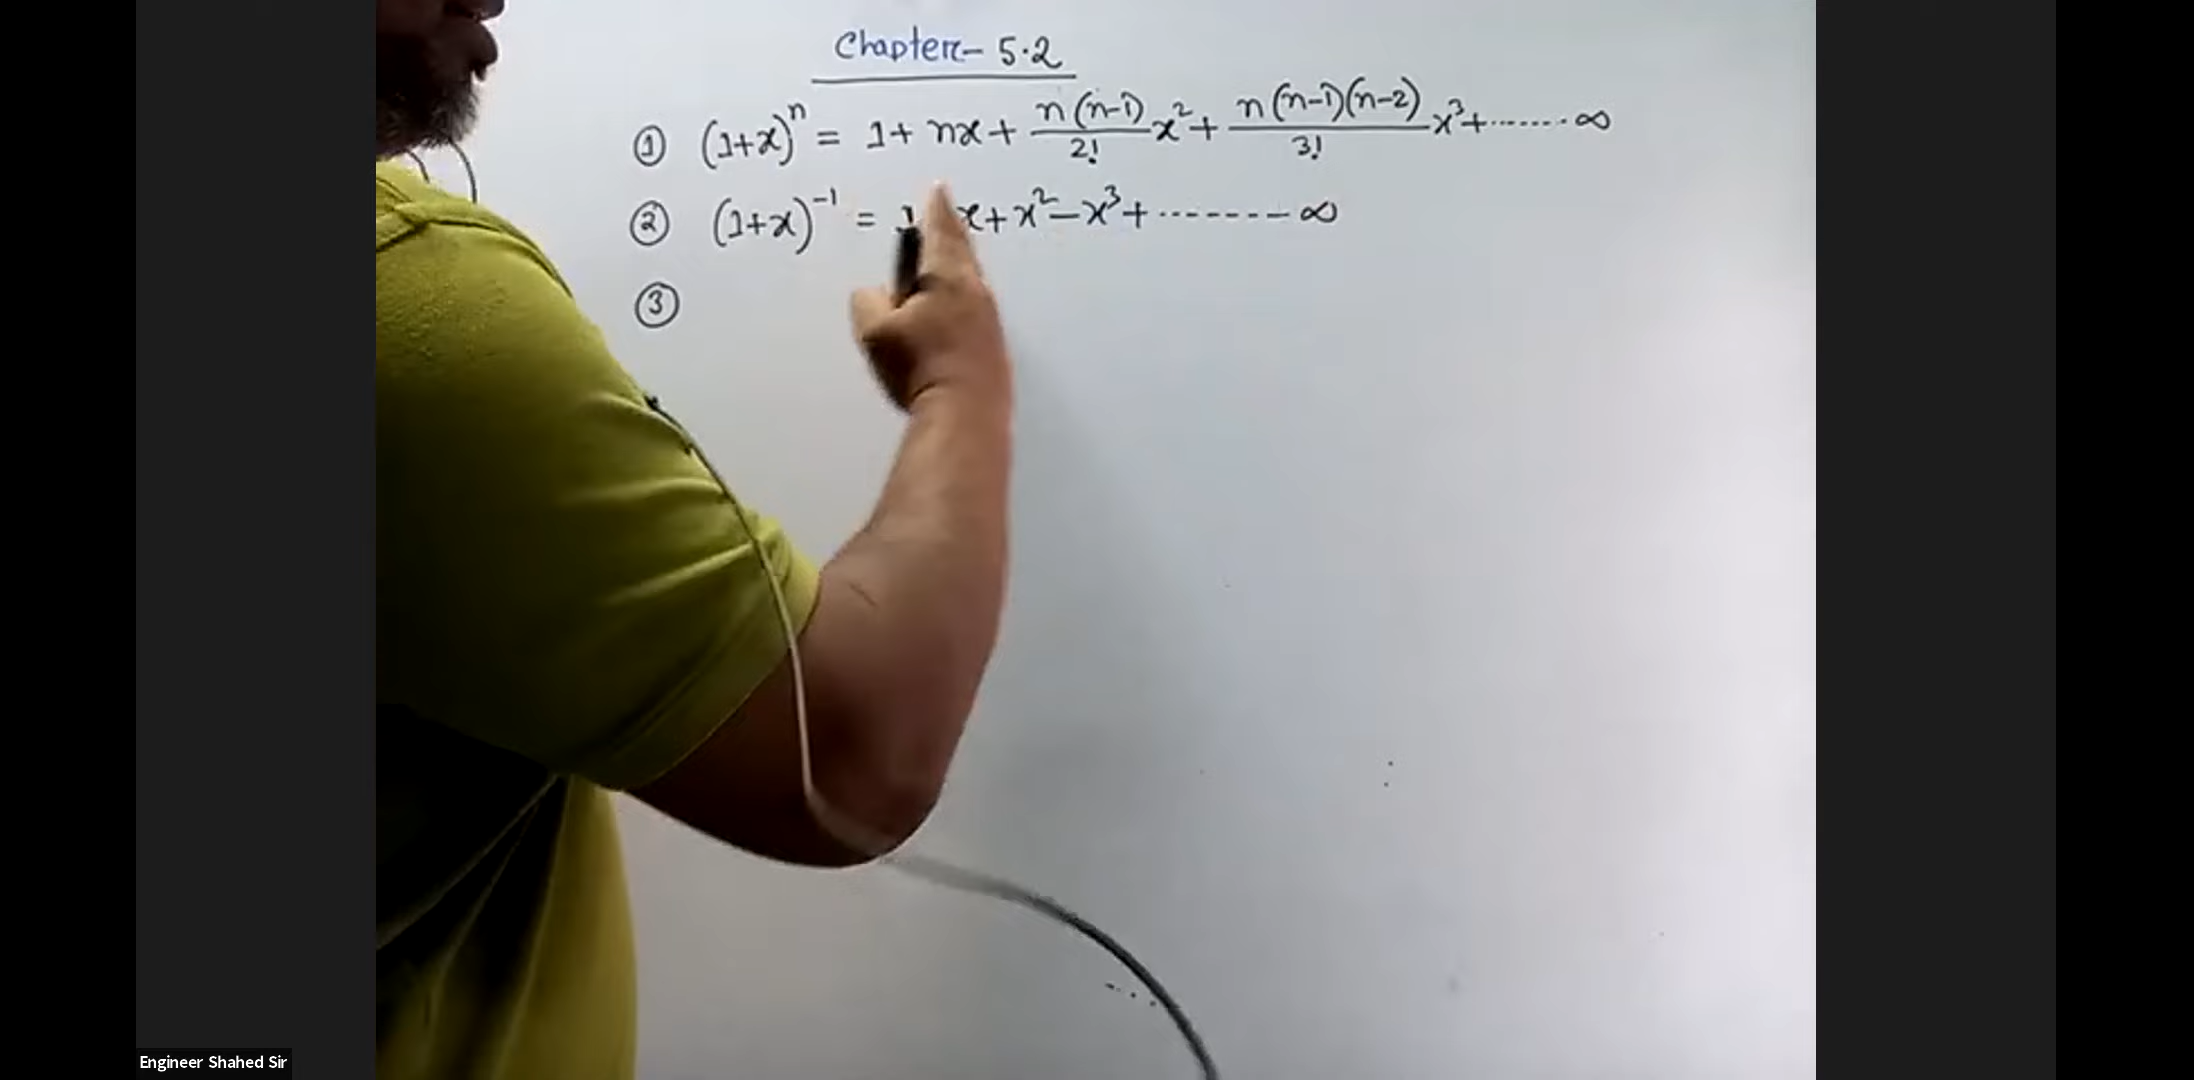 Chapter- 5.2
① (1+x)^n = 1 + nx + n(n-1)/2! x² + n(n-1)(n-2)/3! x³ + ....... ∞
② (1+x)^-1 = 1 x + x² - x³ + ------- ∞
③
Engineer Shahed Sir